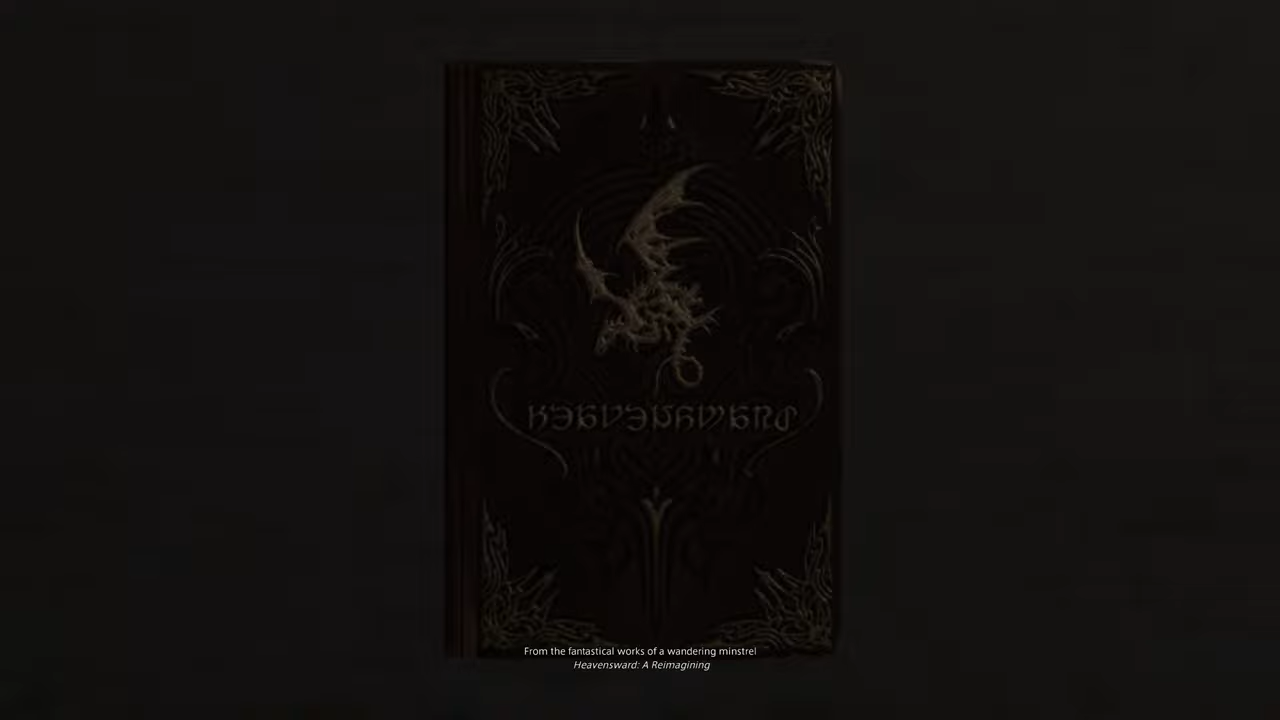 From the fantastical works of a wandering minstrel
Heavensward: A Reimagining